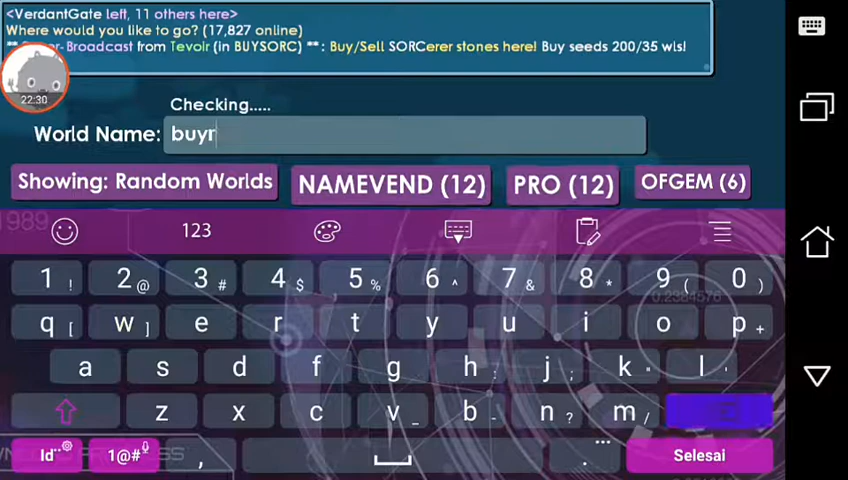 <VerdantGate left, 11 others here>
Where would you like to go? (17,827 online)
-Broadcast from Tevolr (in BUYSORC) ** : Buy/Sell SORCerer stones here! Buy seeds 200/35 wls!
22:30
Checking.....
World Name: buyr
Showing: Random Worlds NAMEVEND (12) PRO (12) OFGEM (6)
1989
123
1 ! 2 @ 3 # 4 $ 5 % 6 ^ 7 & 8 * 9 ( 0 )
0.2384576
q [ w ] e r t y u i o p +
a s d f g h : j ; k " l '
z x c v _ b - n ? m /
Id 1@# , . ... Selesai